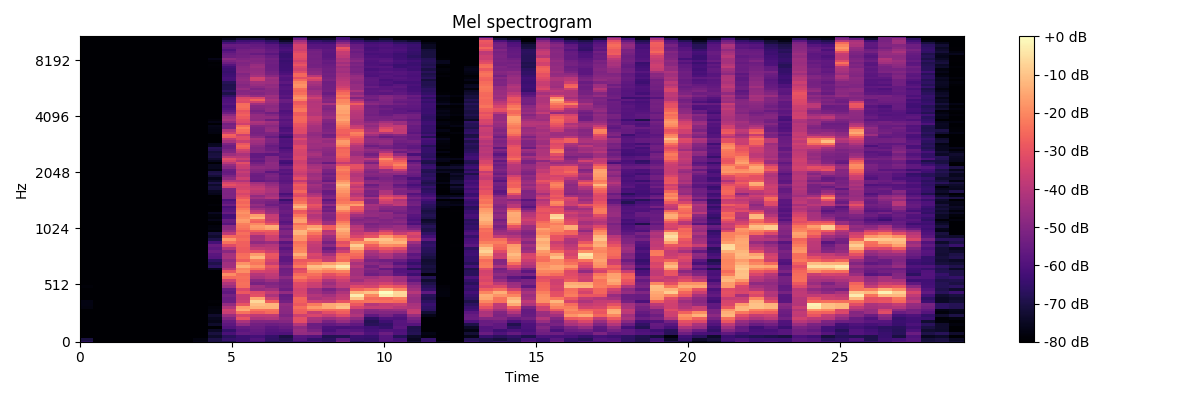 Mel spectrogram
Hz
8192
4096
2048
1024
512
0
0 5 10 15 20 25
Time
+0 dB
-10 dB
-20 dB
-30 dB
-40 dB
-50 dB
-60 dB
-70 dB
-80 dB